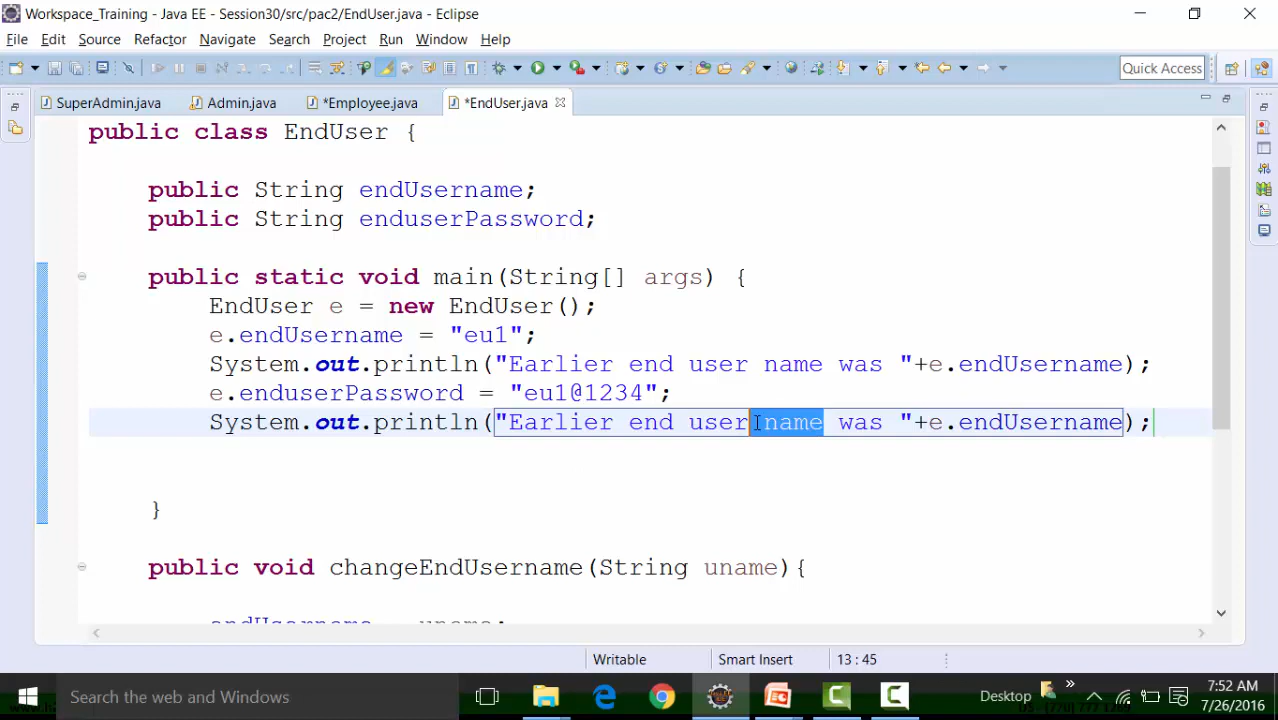 Workspace_Training - Java EE - Session30/src/pac2/EndUser.java - Eclipse
File Edit Source Refactor Navigate Search Project Run Window Help
Quick Access
SuperAdmin.java Admin.java *Employee.java *EndUser.java
public class EndUser {
public String endUsername;
public String enduserPassword;
public static void main(String[] args) {
EndUser e = new EndUser();
e.endUsername = "eu1";
System.out.println("Earlier end user name was "+e.endUsername);
e.enduserPassword = "eu1@1234";
System.out.println("Earlier end user name was "+e.endUsername);
}
public void changeEndUsername(String uname){
endUsername = uname;
Writable Smart Insert 13 : 45
Search the web and Windows
Desktop
7:52 AM
7/26/2016